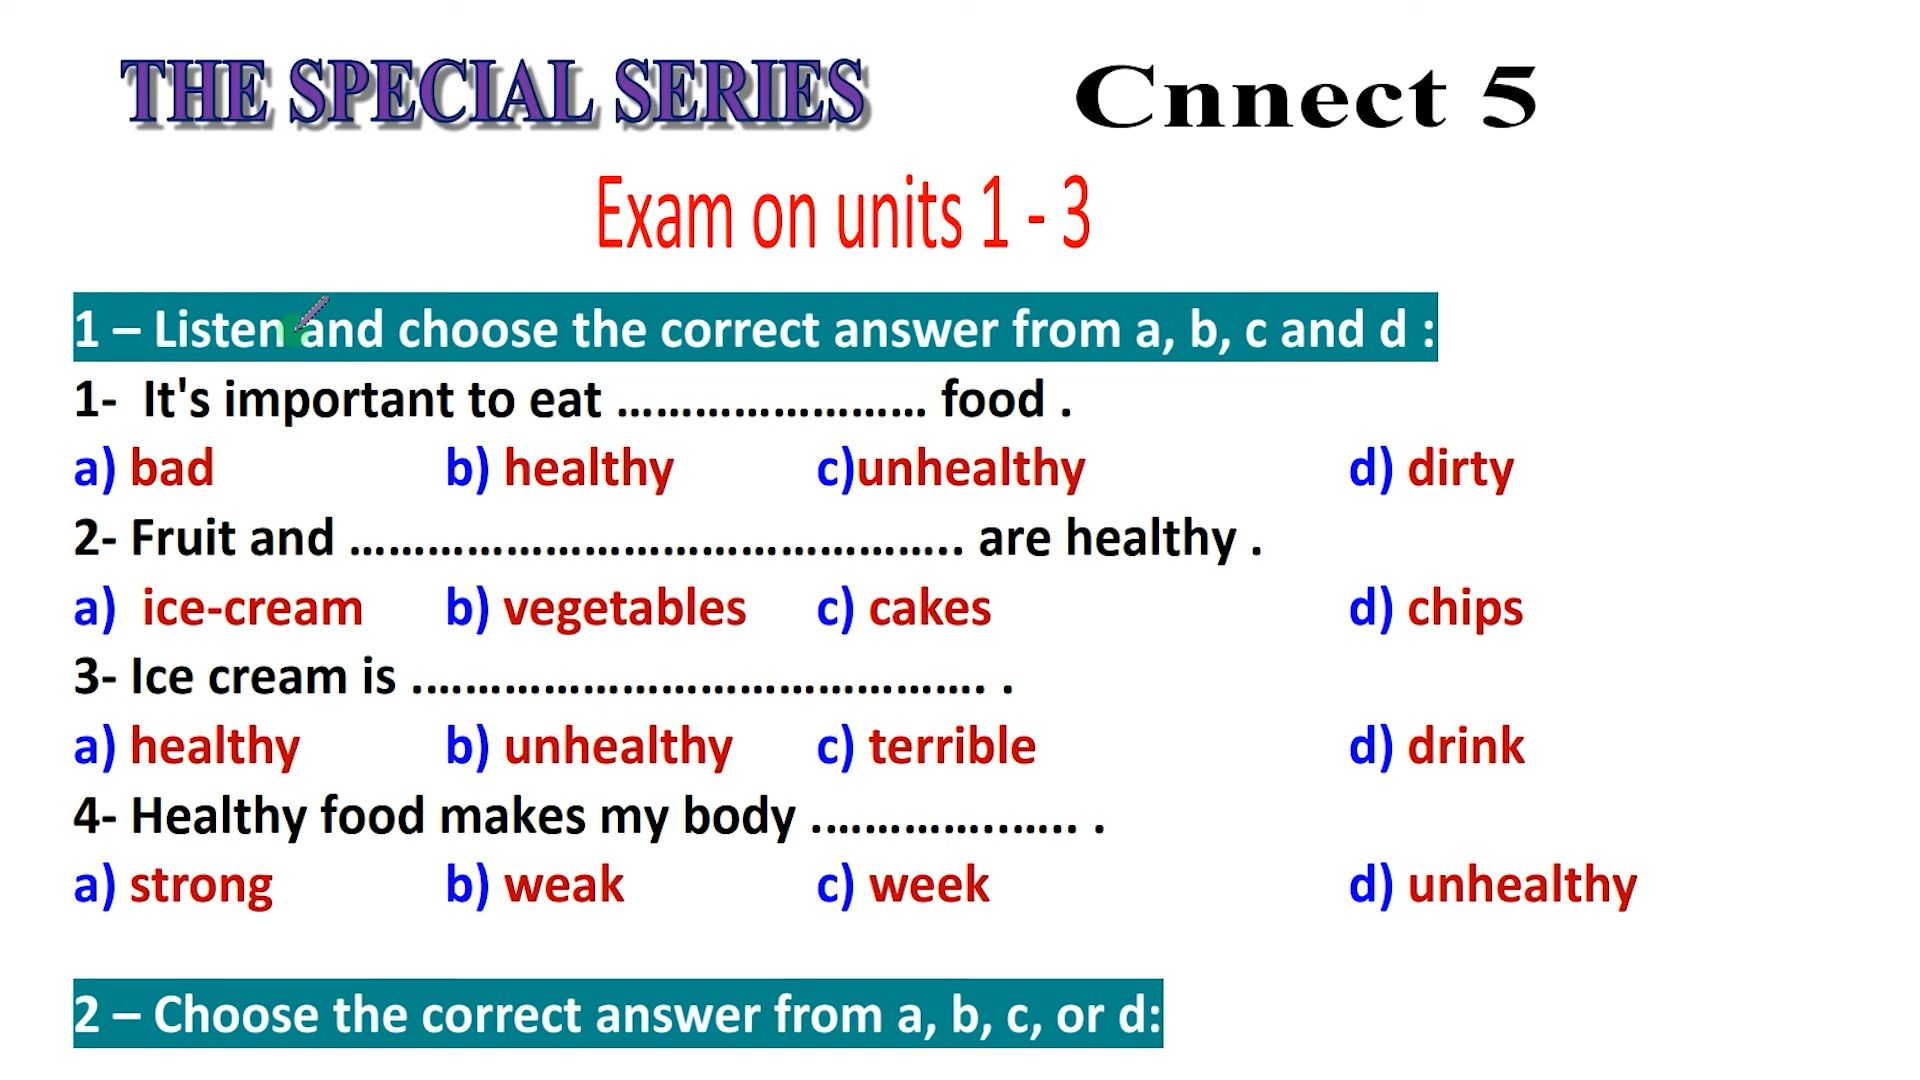 THE SPECIAL SERIES Cnnect 5
Exam on units 1 - 3
1 – Listen and choose the correct answer from a, b, c and d :
1- It's important to eat …………………… food .
a) bad b) healthy c)unhealthy d) dirty
2- Fruit and ……………………………………….. are healthy .
a) ice-cream b) vegetables c) cakes d) chips
3- Ice cream is ……………………………………. .
a) healthy b) unhealthy c) terrible d) drink
4- Healthy food makes my body …………..….. .
a) strong b) weak c) week d) unhealthy
2 – Choose the correct answer from a, b, c, or d: